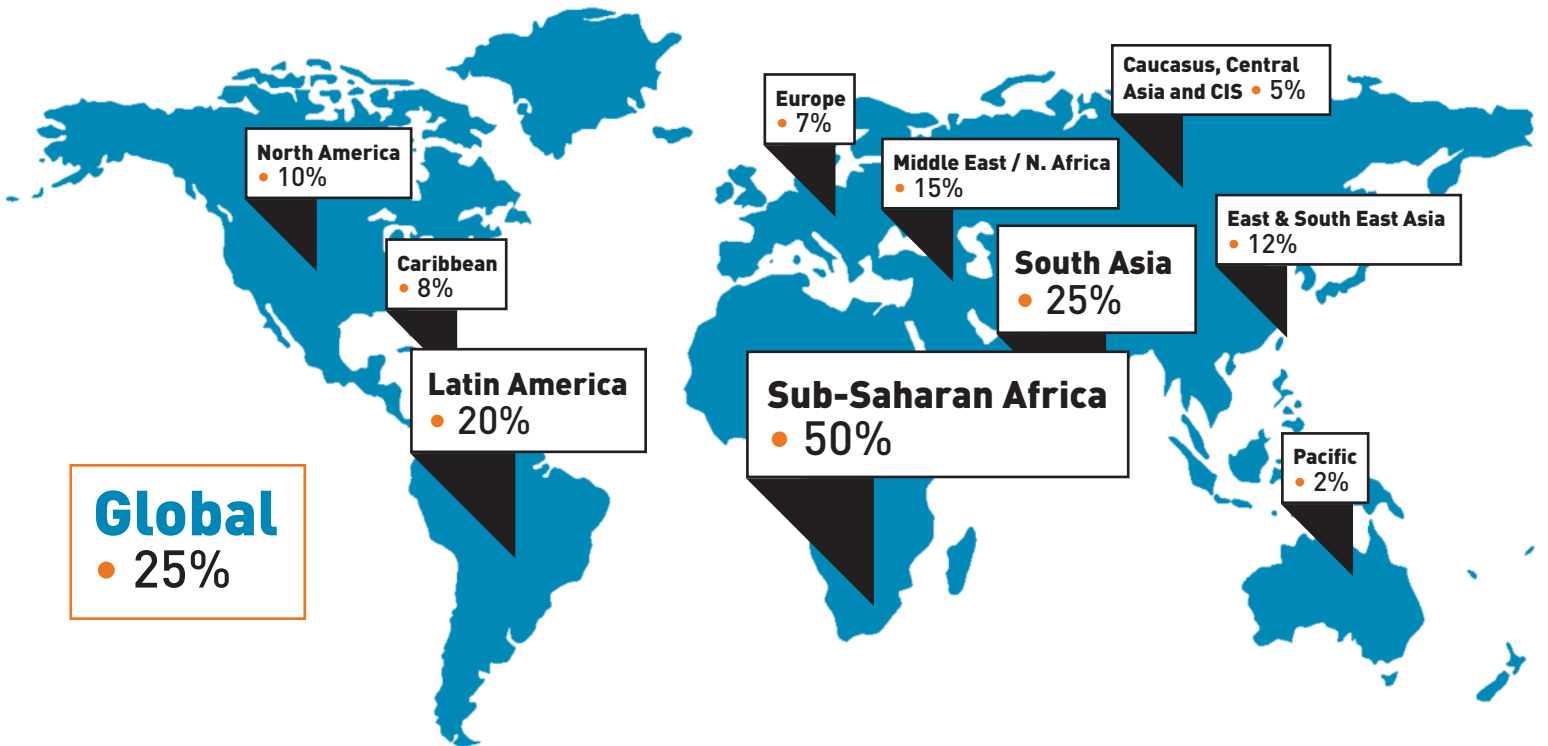 Caucasus, Central
Asia and CIS • 5%
Europe
• 7%
North America
• 10%
Middle East / N. Africa
• 15%
East & South East Asia
• 12%
Caribbean
• 8%
South Asia
• 25%
Latin America
• 20%
Sub-Saharan Africa
• 50%
Pacific
• 2%
Global
• 25%